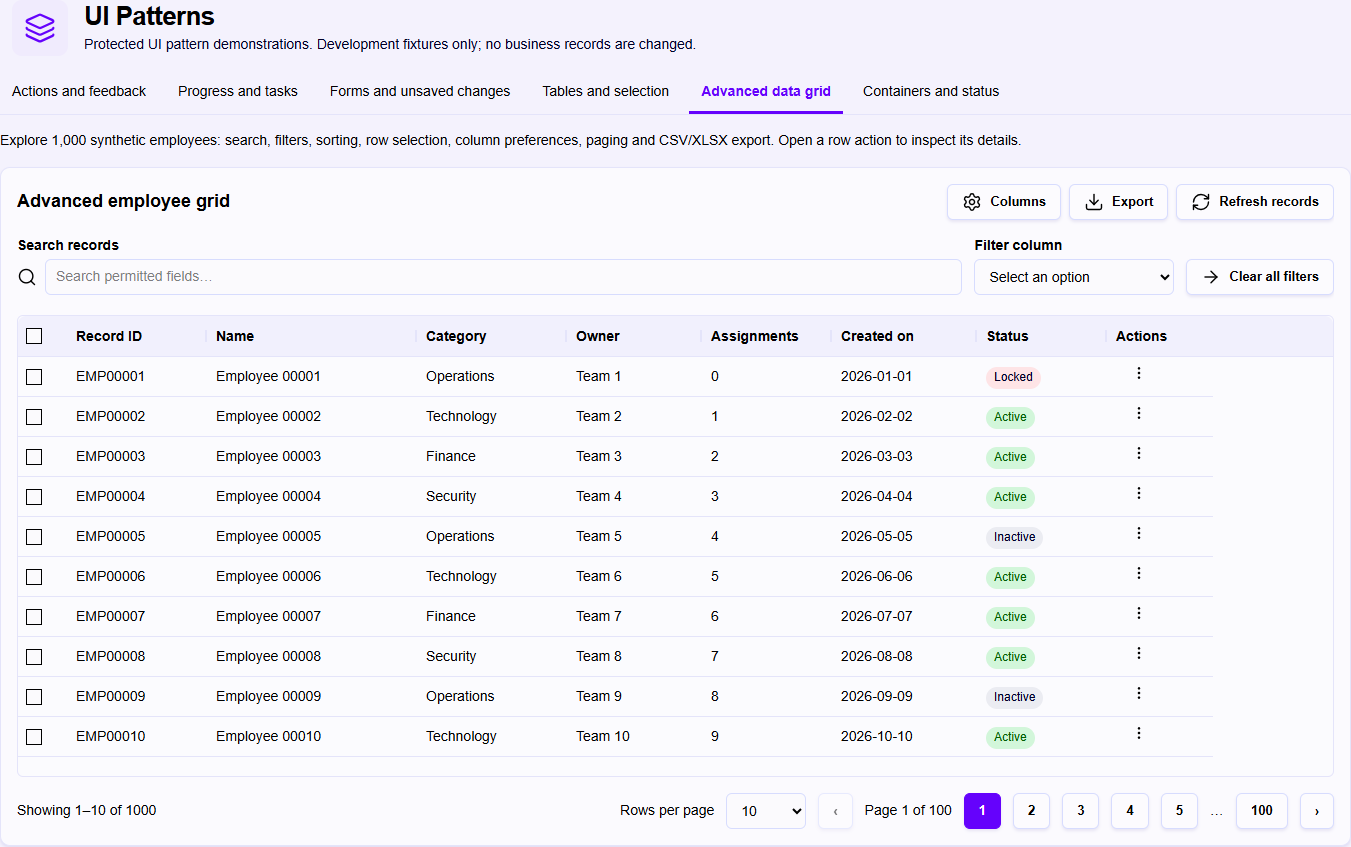 UI Patterns
Protected UI pattern demonstrations. Development fixtures only; no business records are changed.
Actions and feedback Progress and tasks Forms and unsaved changes Tables and selection Advanced data grid Containers and status
Explore 1,000 synthetic employees: search, filters, sorting, row selection, column preferences, paging and CSV/XLSX export. Open a row action to inspect its details.
Advanced employee grid Columns Export Refresh records
Search records Filter column
Search permitted fields… Select an option Clear all filters
Record ID Name Category Owner Assignments Created on Status Actions
EMP00001 Employee 00001 Operations Team 1 0 2026-01-01 Locked
EMP00002 Employee 00002 Technology Team 2 1 2026-02-02 Active
EMP00003 Employee 00003 Finance Team 3 2 2026-03-03 Active
EMP00004 Employee 00004 Security Team 4 3 2026-04-04 Active
EMP00005 Employee 00005 Operations Team 5 4 2026-05-05 Inactive
EMP00006 Employee 00006 Technology Team 6 5 2026-06-06 Active
EMP00007 Employee 00007 Finance Team 7 6 2026-07-07 Active
EMP00008 Employee 00008 Security Team 8 7 2026-08-08 Active
EMP00009 Employee 00009 Operations Team 9 8 2026-09-09 Inactive
EMP00010 Employee 00010 Technology Team 10 9 2026-10-10 Active
Showing 1–10 of 1000 Rows per page 10 ‹ Page 1 of 100 1 2 3 4 5 … 100 ›